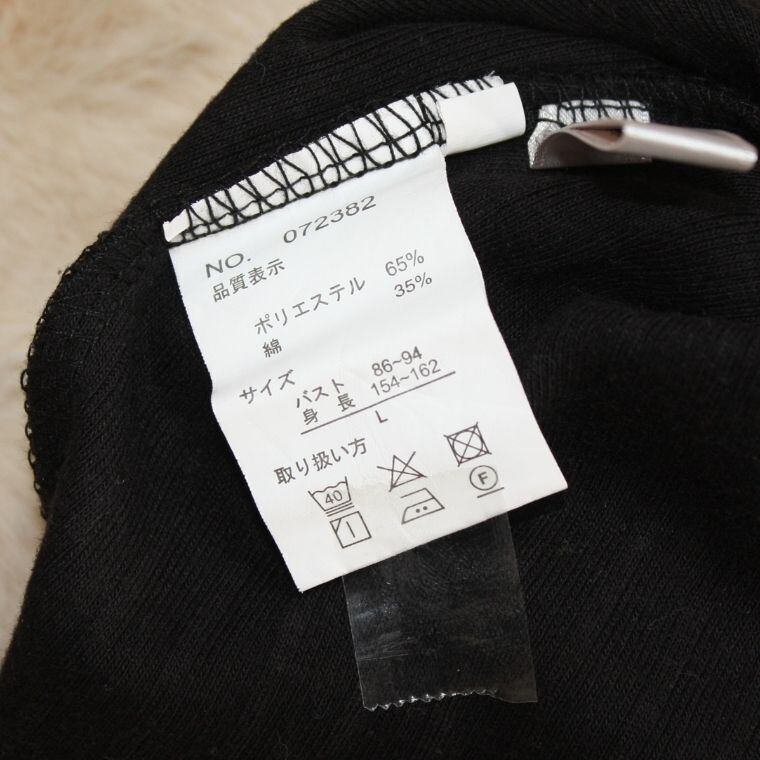 NO. 072382
品質表示
ポリエステル 65%
綿 35%
サイズ
バスト 86~94
身長 154~162
L
取り扱い方
40
F